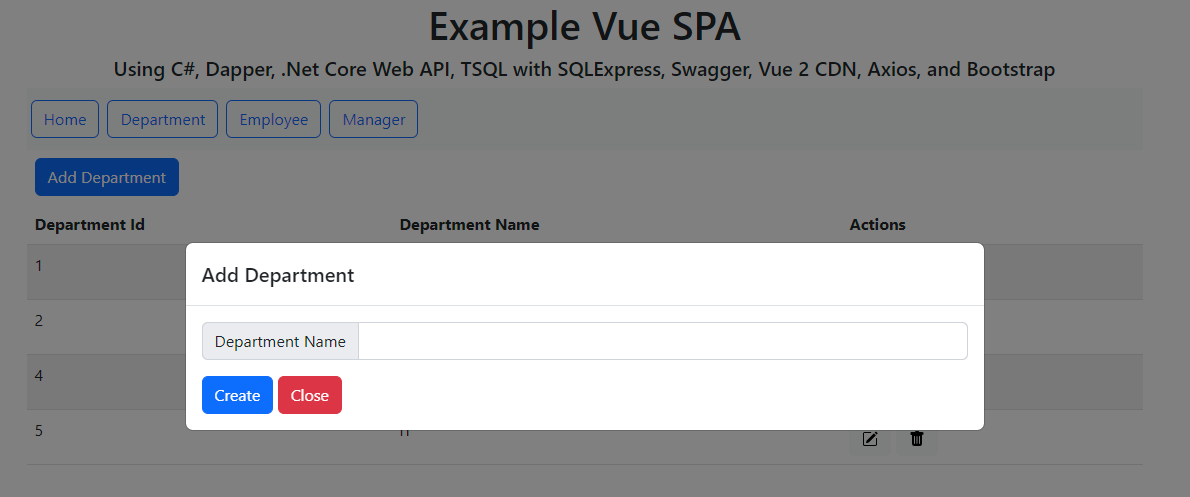 Example Vue SPA
Using C#, Dapper, .Net Core Web API, TSQL with SQLExpress, Swagger, Vue 2 CDN, Axios, and Bootstrap
Home Department Employee Manager
Add Department
Department Id Department Name Actions
1
Add Department
2
Department Name
4
Create Close
5